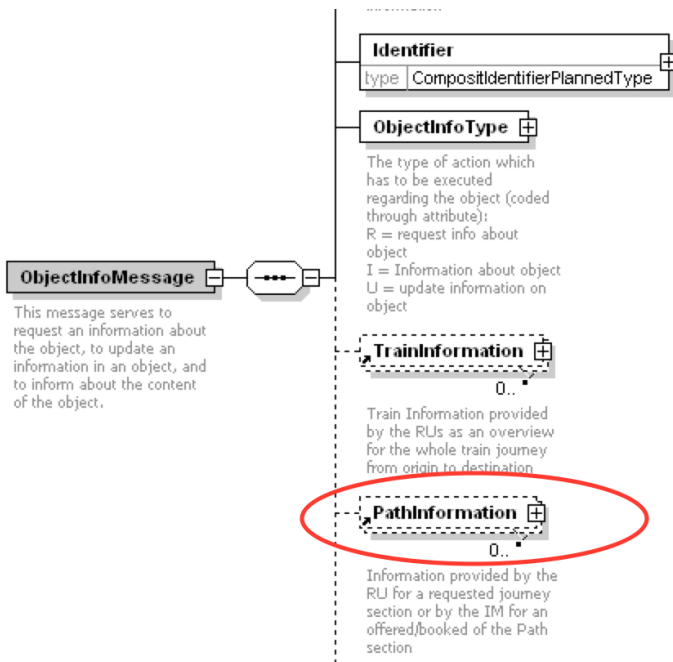 Identifier
type CompositIdentifierPlannedType
ObjectInfoType
The type of action which
has to be executed
regarding the object (coded
through attribute):
R = request info about
object
I = Information about object
U = update information on
object
ObjectInfoMessage
This message serves to
request an information about
the object, to update an
information in an object, and
to inform about the content
of the object.
TrainInformation
0..
Train Information provided
by the RUs as an overview
for the whole train journey
from origin to destination
PathInformation
0..
Information provided by the
RU for a requested journey
section or by the IM for an
offered/booked of the Path
section